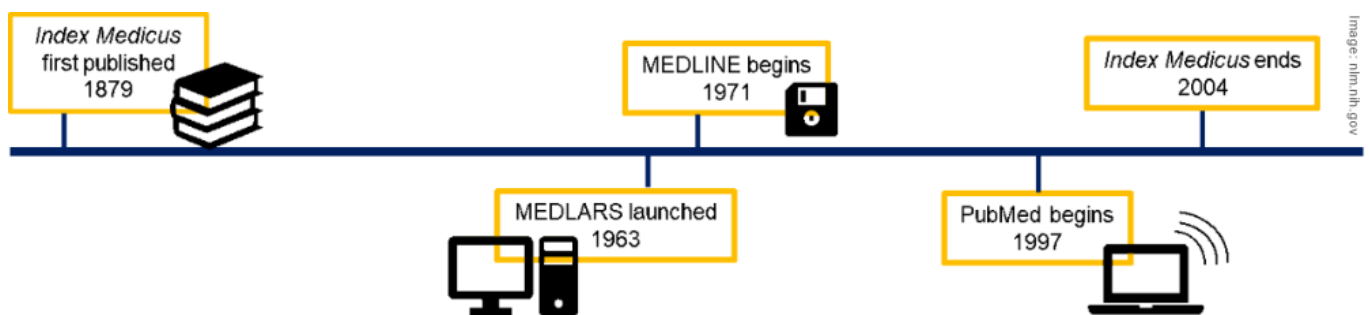 Index Medicus
first published
1879
MEDLARS launched
1963
MEDLINE begins
1971
PubMed begins
1997
Index Medicus ends
2004
Image: nlm.nih.gov